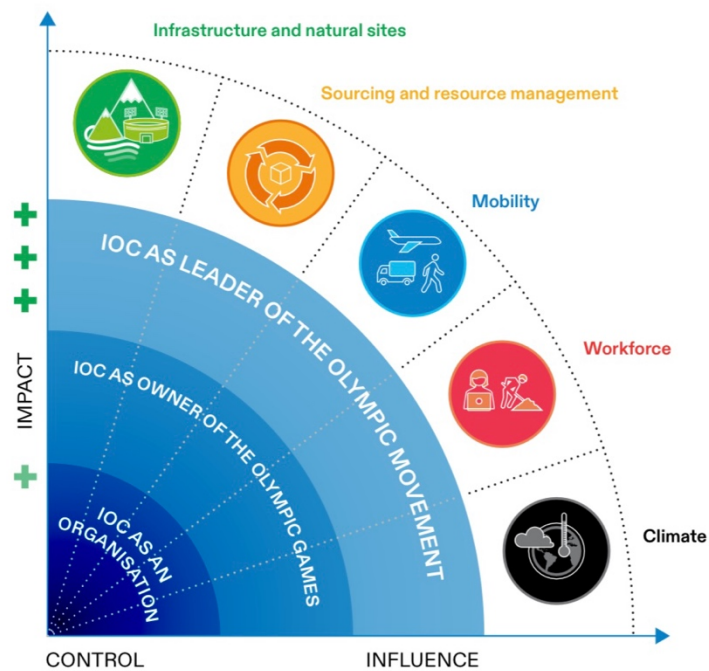 Infrastructure and natural sites
Sourcing and resource management
Mobility
Workforce
Climate
IOC AS LEADER OF THE OLYMPIC MOVEMENT
IOC AS OWNER OF THE OLYMPIC GAMES
IOC AS AN
ORGANISATION
+
+
+
IMPACT
+
CONTROL
INFLUENCE